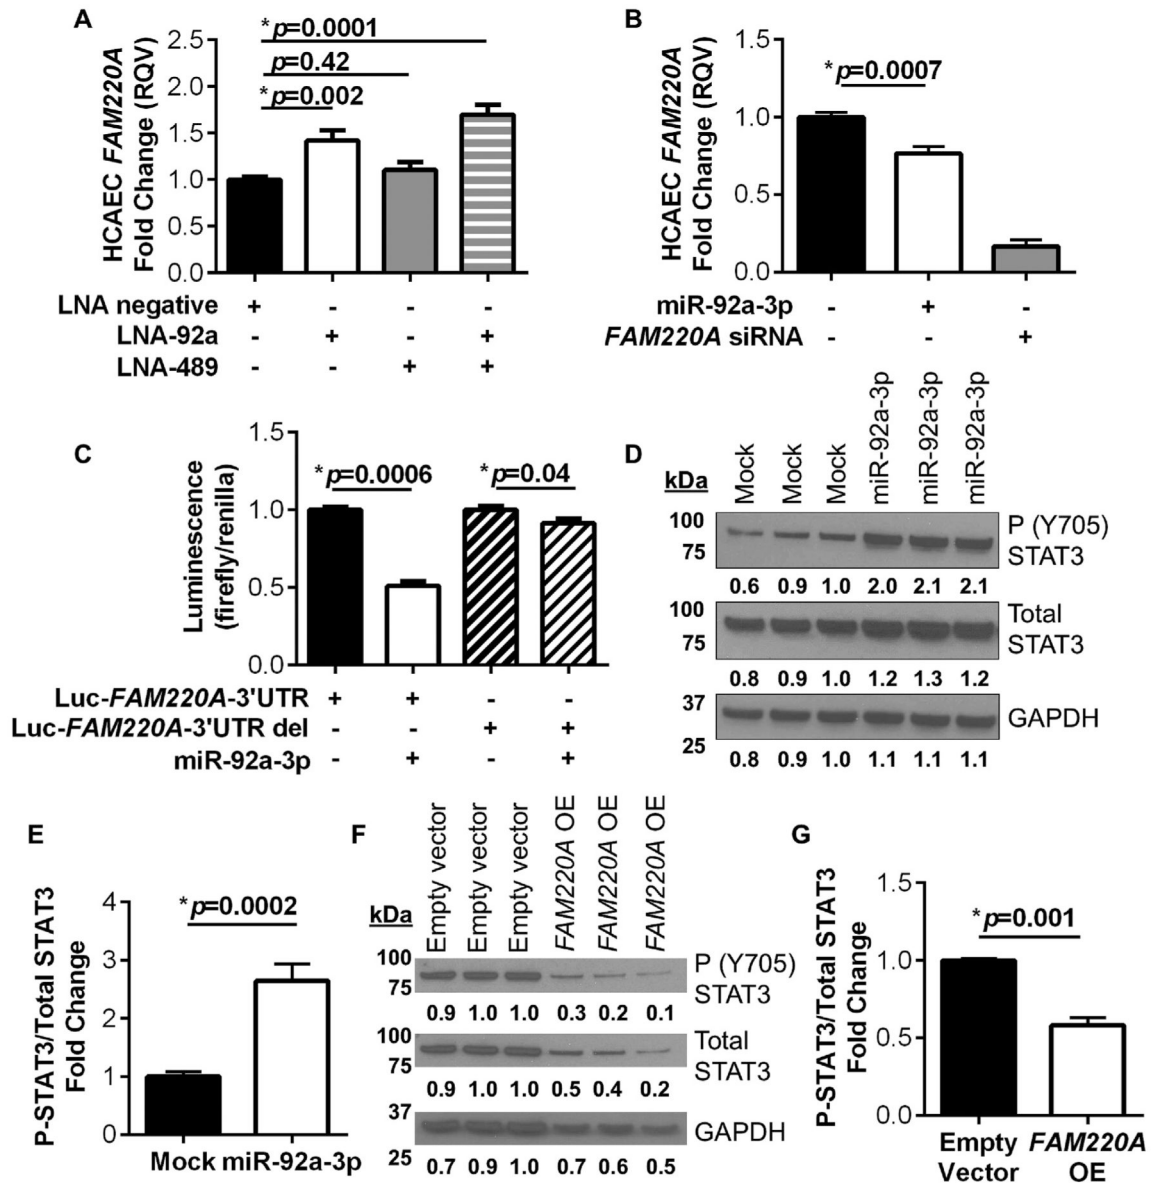 A
HCAEC FAM220A
Fold Change (RQV)
2.5
2.0
1.5
1.0
0.5
0.0
*p=0.0001
p=0.42
*p=0.002
LNA negative + - - -
LNA-92a - + - +
LNA-489 - - + +
B
HCAEC FAM220A
Fold Change (RQV)
1.5
1.0
0.5
0.0
*p=0.0007
miR-92a-3p - + -
FAM220A siRNA - - +
C
Luminescence
(firefly/renilla)
1.5
1.0
0.5
0.0
*p=0.0006
*p=0.04
Luc-FAM220A-3'UTR + + - -
Luc-FAM220A-3'UTR del - - + +
miR-92a-3p - + - +
D
kDa
Mock
Mock
Mock
miR-92a-3p
miR-92a-3p
miR-92a-3p
100
75
P (Y705)
STAT3
0.6 0.9 1.0 2.0 2.1 2.1
100
75
Total
STAT3
0.8 0.9 1.0 1.2 1.3 1.2
37
25
GAPDH
0.8 0.9 1.0 1.1 1.1 1.1
E
P-STAT3/Total STAT3
Fold Change
4
3
2
1
0
*p=0.0002
Mock miR-92a-3p
F
kDa
Empty vector
Empty vector
Empty vector
FAM220A OE
FAM220A OE
FAM220A OE
100
75
P (Y705)
STAT3
0.9 1.0 1.0 0.3 0.2 0.1
100
75
Total
STAT3
0.9 1.0 1.0 0.5 0.4 0.2
37
25
GAPDH
0.7 0.9 1.0 0.7 0.6 0.5
G
P-STAT3/Total STAT3
Fold Change
1.5
1.0
0.5
0.0
*p=0.001
Empty
Vector
FAM220A
OE